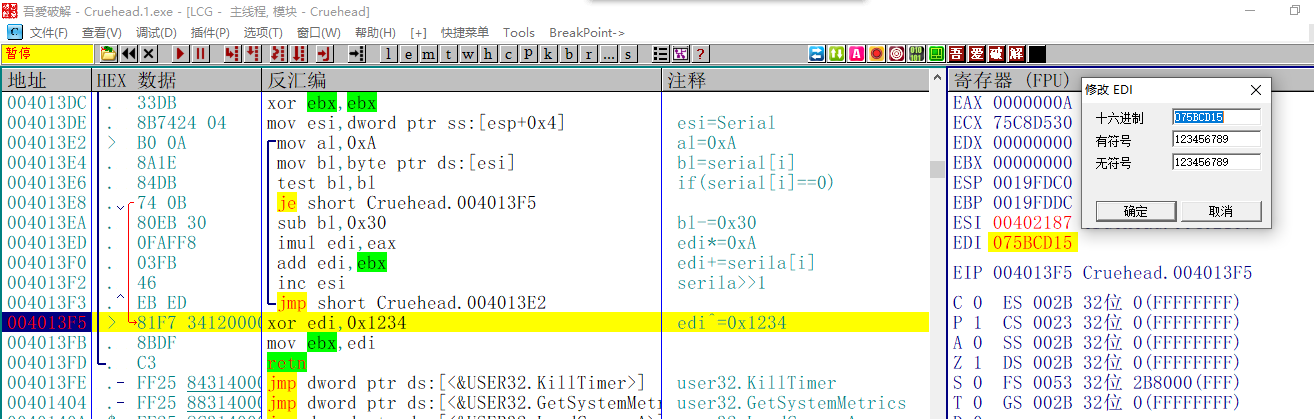 吾愛破解 - Cruehead.1.exe - [LCG - 主线程, 模块 - Cruehead]
C 文件(F) 查看(V) 调试(D) 插件(P) 选项(T) 窗口(W) 帮助(H) [+] 快捷菜单 Tools BreakPoint->
暂停 l e m t w h c p k b r ... s ? A 吾 愛 破 解
地址 HEX 数据 反汇编 注释 寄存器 (FPU)
004013DC . 33DB xor ebx,ebx
004013DE . 8B7424 04 mov esi,dword ptr ss:[esp+0x4] esi=Serial
004013E2 > B0 0A mov al,0xA al=0xA
004013E4 . 8A1E mov bl,byte ptr ds:[esi] bl=serial[i]
004013E6 . 84DB test bl,bl if(serial[i]==0)
004013E8 . 74 0B je short Cruehead.004013F5
004013EA . 80EB 30 sub bl,0x30 bl-=0x30
004013ED . 0FAFF8 imul edi,eax edi*=0xA
004013F0 . 03FB add edi,ebx edi+=serila[i]
004013F2 . 46 inc esi serila>>1
004013F3 . EB ED jmp short Cruehead.004013E2
004013F5 > 81F7 34120000 xor edi,0x1234 edi^=0x1234
004013FB . 8BDF mov ebx,edi
004013FD . C3 retn
004013FE .- FF25 84314000 jmp dword ptr ds:[<&USER32.KillTimer>] user32.KillTimer
00401404 .- FF25 88314000 jmp dword ptr ds:[<&USER32.GetSystemMetr user32.GetSystemMetrics
EAX 0000000A
ECX 75C8D530
EDX 00000000
EBX 00000000
ESP 0019FDC0
EBP 0019FDDC
ESI 00402187
EDI 075BCD15
EIP 004013F5 Cruehead.004013F5
C 0 ES 002B 32位 0(FFFFFFFF)
P 1 CS 0023 32位 0(FFFFFFFF)
A 0 SS 002B 32位 0(FFFFFFFF)
Z 1 DS 002B 32位 0(FFFFFFFF)
S 0 FS 0053 32位 2B8000(FFF)
T 0 GS 002B 32位 0(FFFFFFFF)
修改 EDI
十六进制 075BCD15
有符号 123456789
无符号 123456789
确定 取消